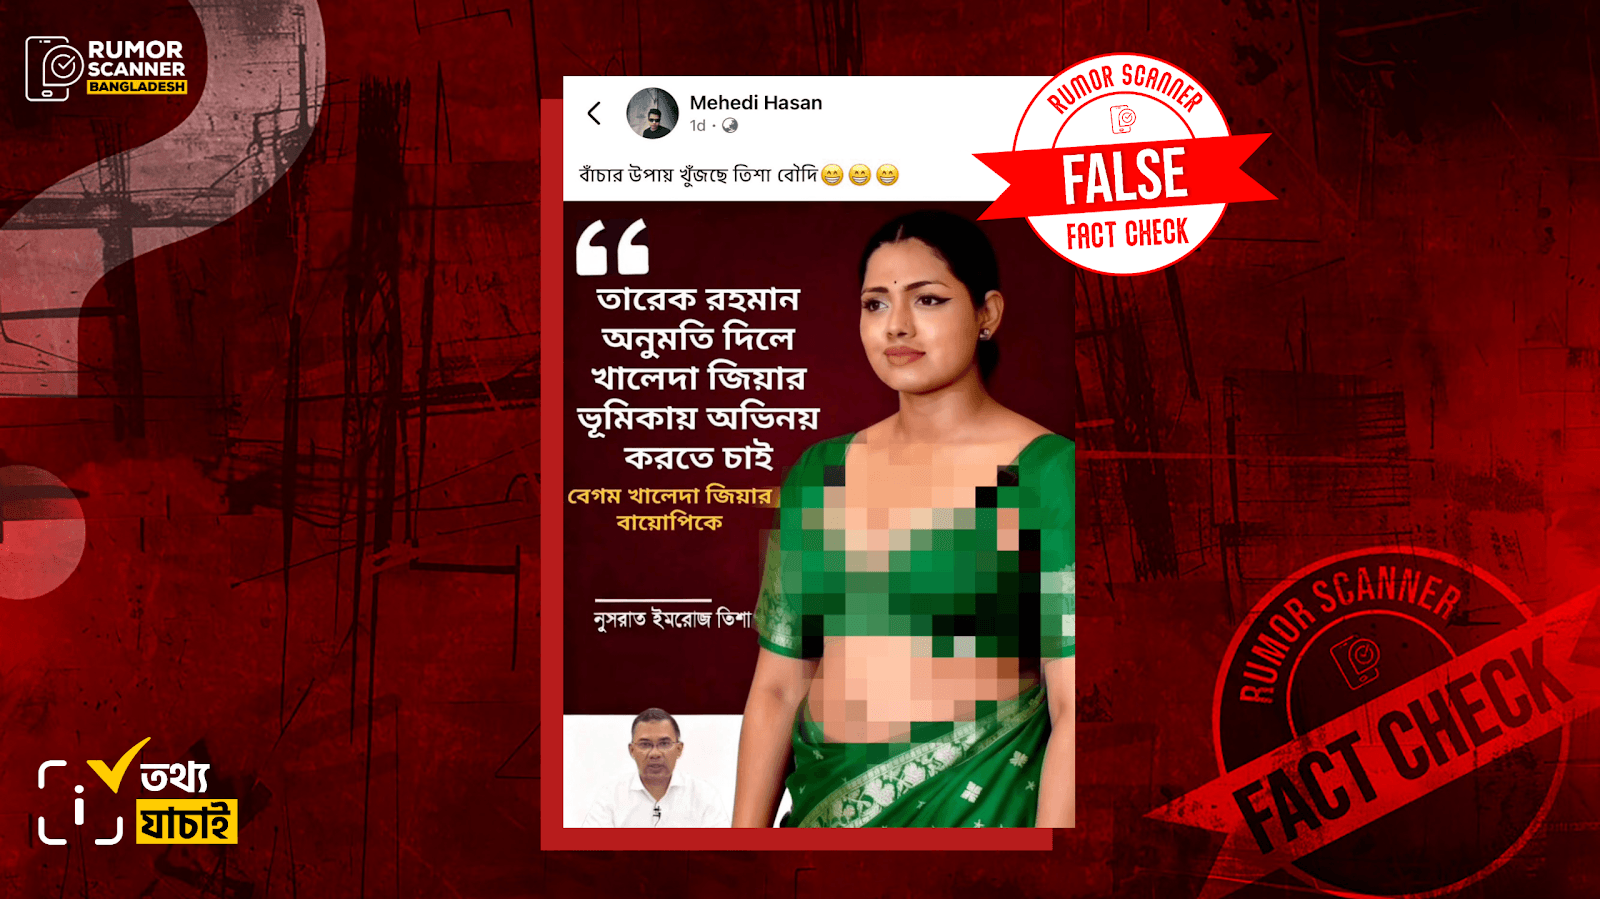 RUMOR
SCANNER
BANGLADESH
Mehedi Hasan
1d
বাঁচার উপায় খুঁজছে তিশা বৌদি😁😁😁
RUMOR SCANNER
FALSE
FACT CHECK
“
তারেক রহমান
অনুমতি দিলে
খালেদা জিয়ার
ভূমিকায় অভিনয়
করতে চাই
বেগম খালেদা জিয়ার
বায়োপিকে
নুসরাত ইমরোজ তিশা
তথ্য
যাচাই
RUMOR SCANNER
FACT CHECK